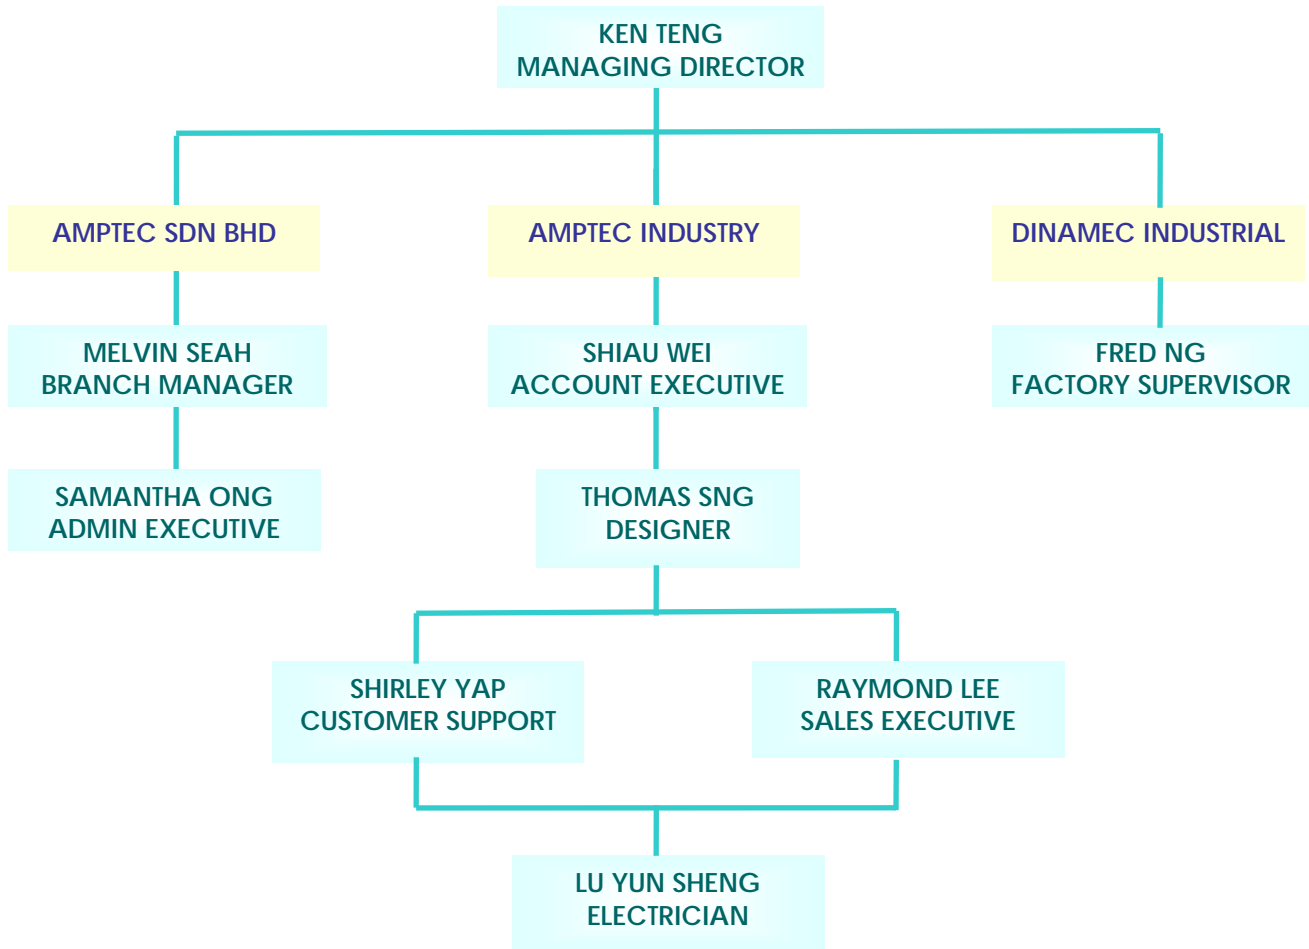 KEN TENG
MANAGING DIRECTOR
AMPTEC SDN BHD
AMPTEC INDUSTRY
DINAMEC INDUSTRIAL
MELVIN SEAH
BRANCH MANAGER
SHIAU WEI
ACCOUNT EXECUTIVE
FRED NG
FACTORY SUPERVISOR
SAMANTHA ONG
ADMIN EXECUTIVE
THOMAS SNG
DESIGNER
SHIRLEY YAP
CUSTOMER SUPPORT
RAYMOND LEE
SALES EXECUTIVE
LU YUN SHENG
ELECTRICIAN